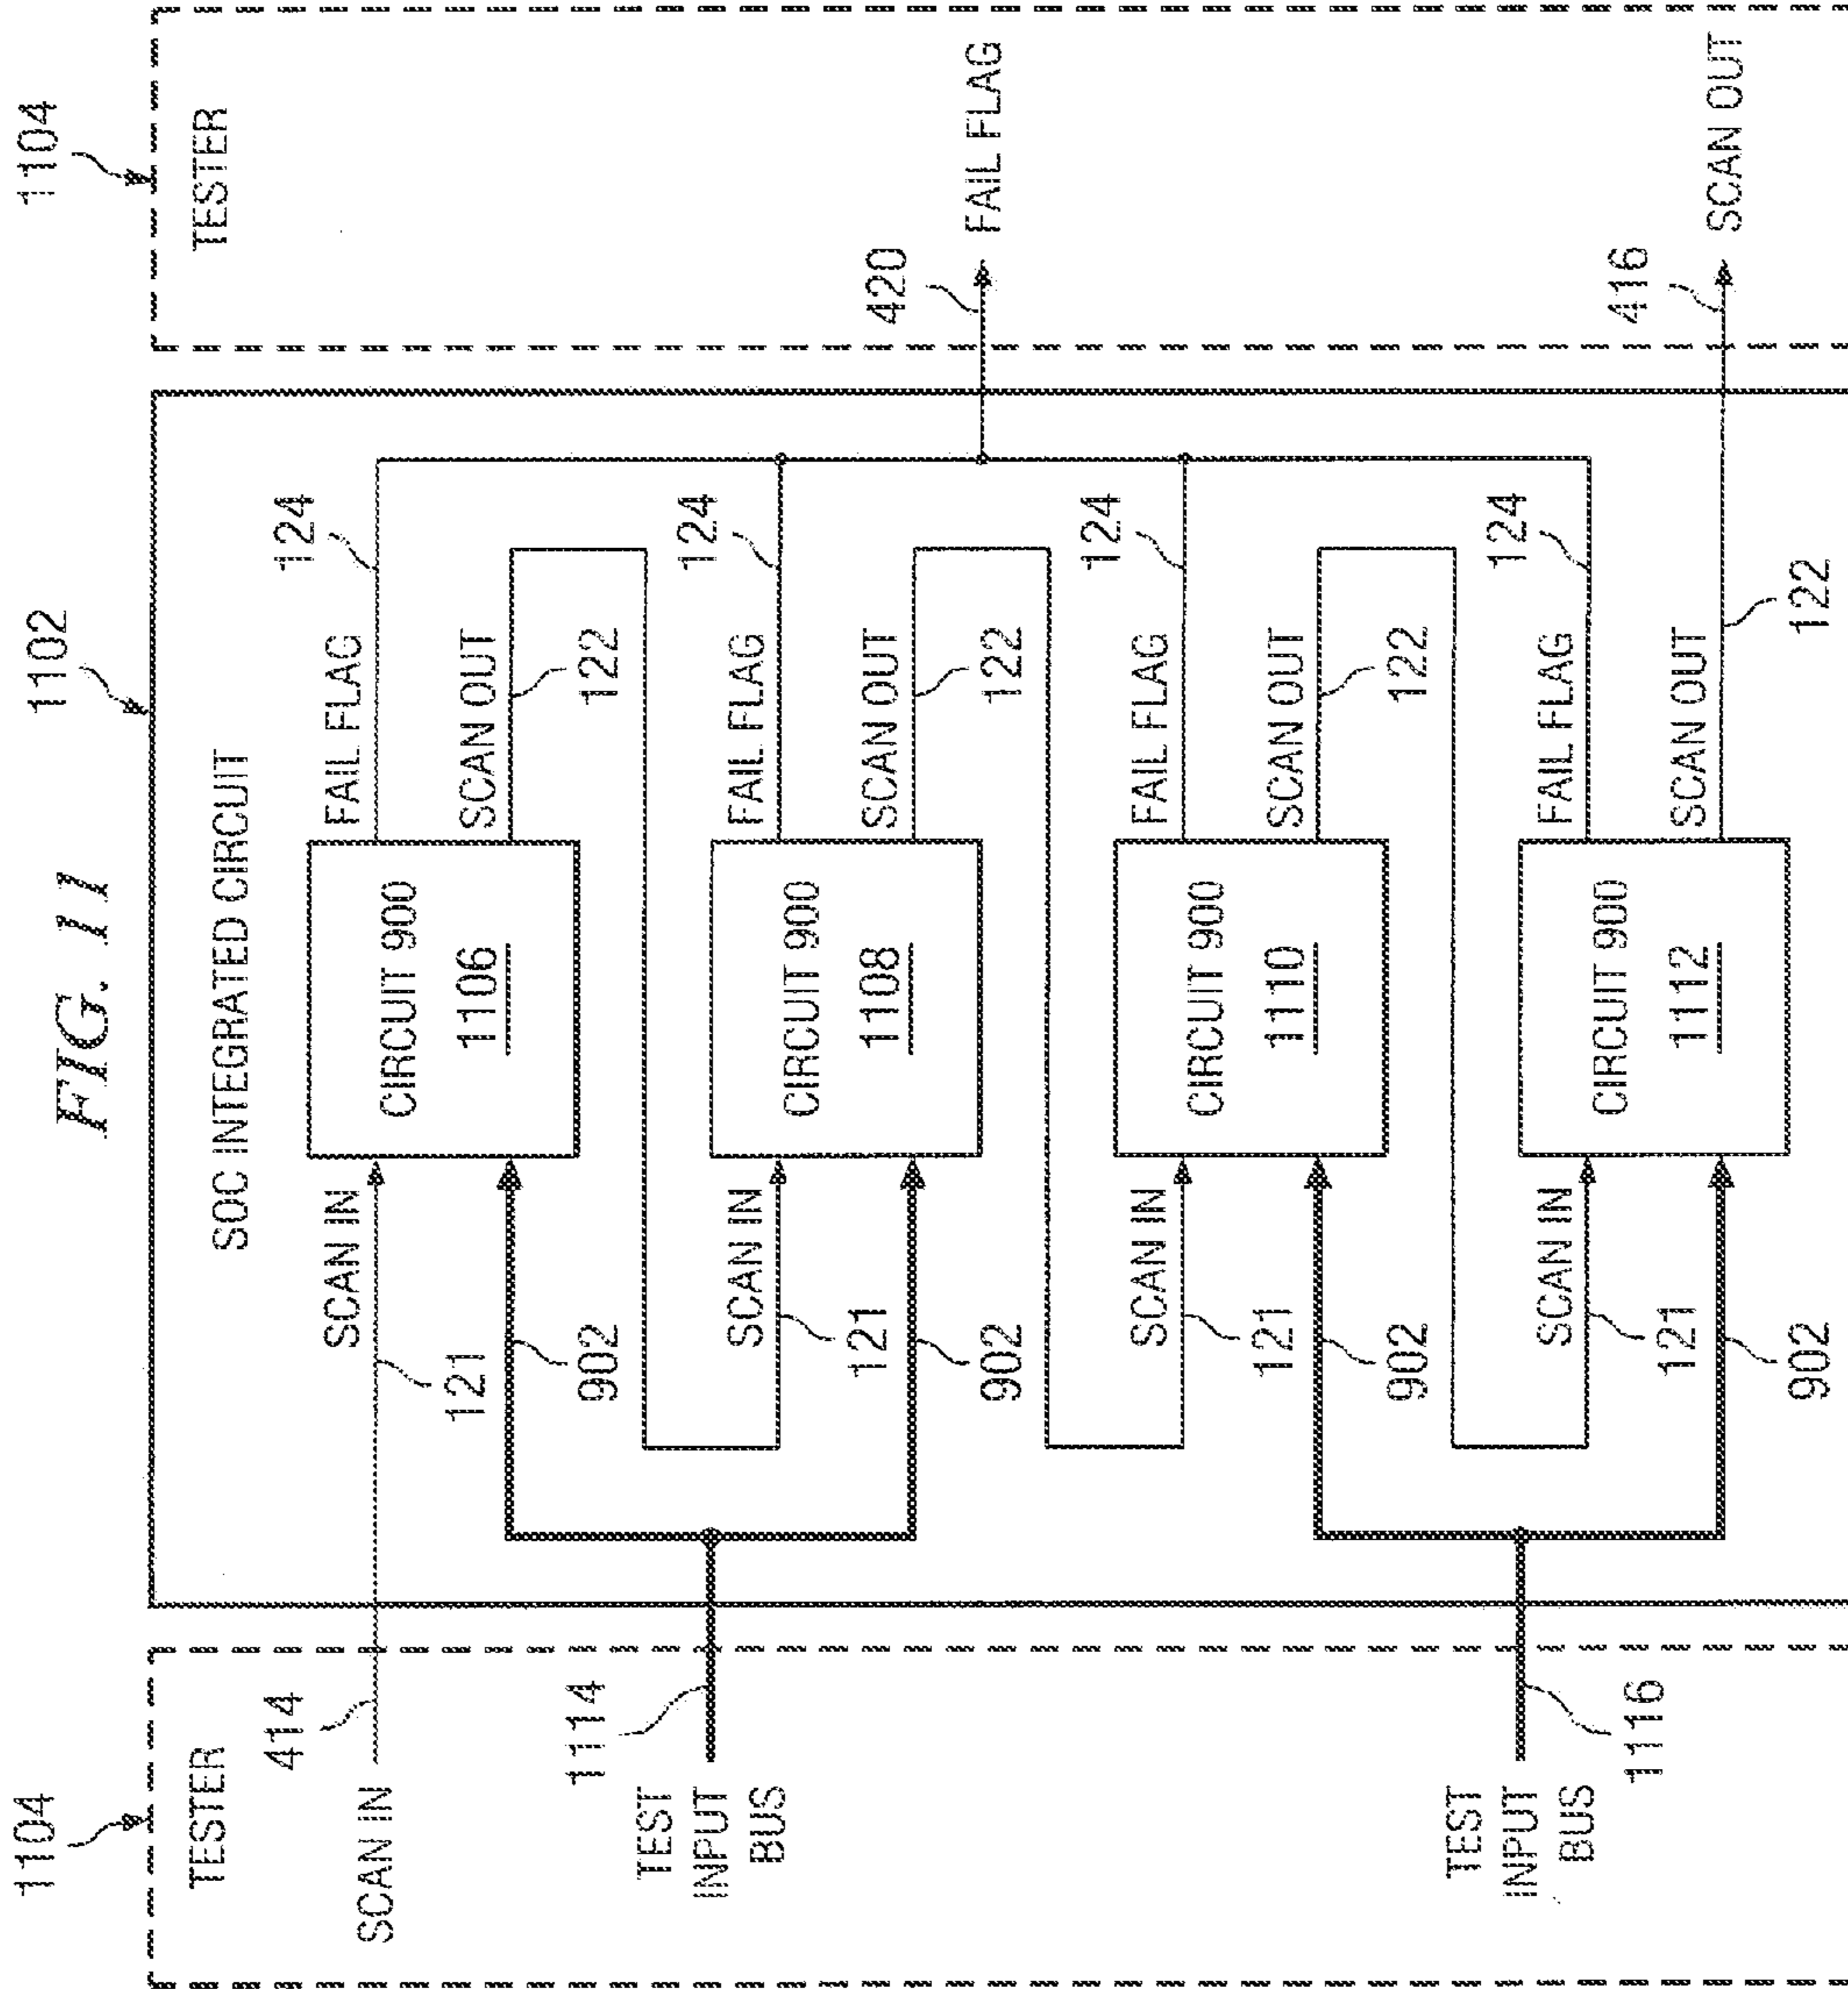 FIG. 11
1104
1102
1104
TESTER
SOC INTEGRATED CIRCUIT
TESTER
414
SCAN IN
121
SCAN IN
CIRCUIT 900
1106
FAIL FLAG
124
SCAN OUT
122
902
1114
TEST
INPUT
BUS
SCAN IN
121
902
CIRCUIT 900
1108
FAIL FLAG
124
SCAN OUT
122
420
FAIL FLAG
SCAN IN
121
902
CIRCUIT 900
1110
FAIL FLAG
124
SCAN OUT
122
TEST
INPUT
BUS
1116
SCAN IN
121
902
CIRCUIT 900
1112
FAIL FLAG
124
SCAN OUT
122
416
SCAN OUT